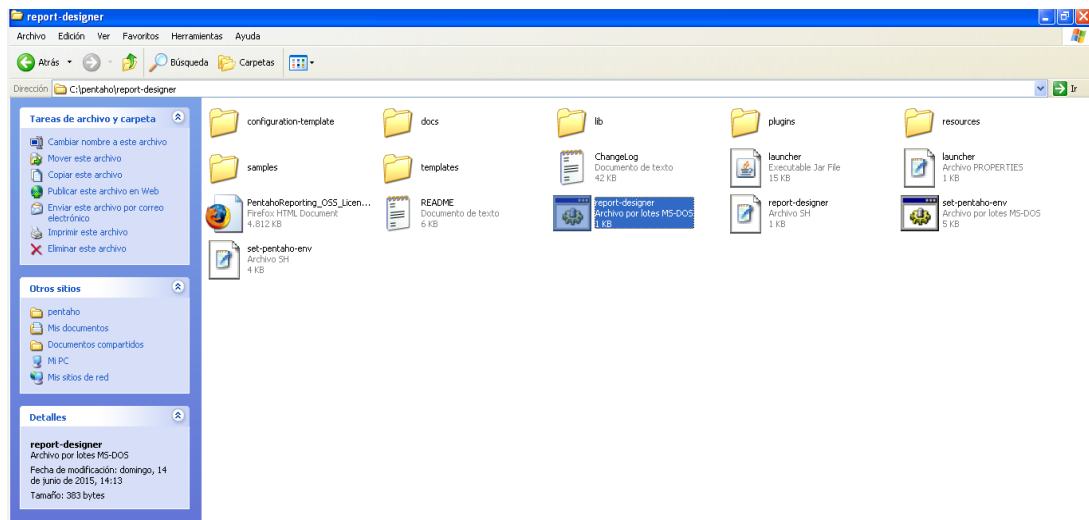 report-designer
Archivo Edición Ver Favoritos Herramientas Ayuda
Atrás Búsqueda Carpetas
Dirección C:\pentaho\report-designer Ir
Tareas de archivo y carpeta
Cambiar nombre a este archivo
Mover este archivo
Copiar este archivo
Publicar este archivo en Web
Enviar este archivo por correo
electrónico
Imprimir este archivo
Eliminar este archivo
Otros sitios
pentaho
Mis documentos
Documentos compartidos
Mi PC
Mis sitios de red
Detalles
report-designer
Archivo por lotes MS-DOS
Fecha de modificación: domingo, 14
de junio de 2015, 14:13
Tamaño: 383 bytes
configuration-template
docs
lib
plugins
resources
samples
templates
ChangeLog
Documento de texto
42 KB
launcher
Executable Jar File
15 KB
launcher
Archivo PROPERTIES
1 KB
PentahoReporting_OSS_Licen...
Firefox HTML Document
4.812 KB
README
Documento de texto
6 KB
report-designer
Archivo por lotes MS-DOS
1 KB
report-designer
Archivo SH
1 KB
set-pentaho-env
Archivo por lotes MS-DOS
5 KB
set-pentaho-env
Archivo SH
4 KB